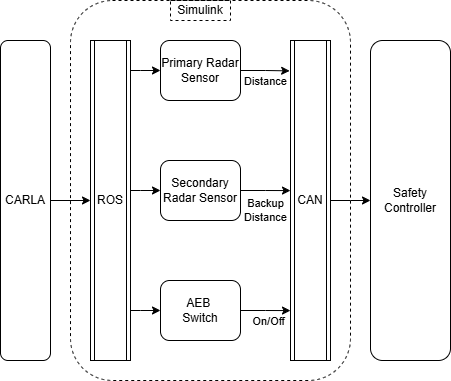 Simulink
CARLA
ROS
Primary Radar
Sensor
Distance
Secondary
Radar Sensor
Backup
Distance
AEB
Switch
On/Off
CAN
Safety
Controller